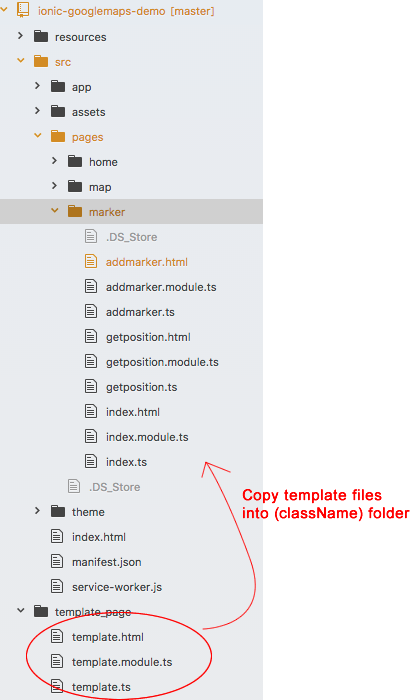 ionic-googlemaps-demo [master]
resources
src
app
assets
pages
home
map
marker
.DS_Store
addmarker.html
addmarker.module.ts
addmarker.ts
getposition.html
getposition.module.ts
getposition.ts
index.html
index.module.ts
index.ts
.DS_Store
Copy template files
into (className) folder
theme
index.html
manifest.json
service-worker.js
template_page
template.html
template.module.ts
template.ts